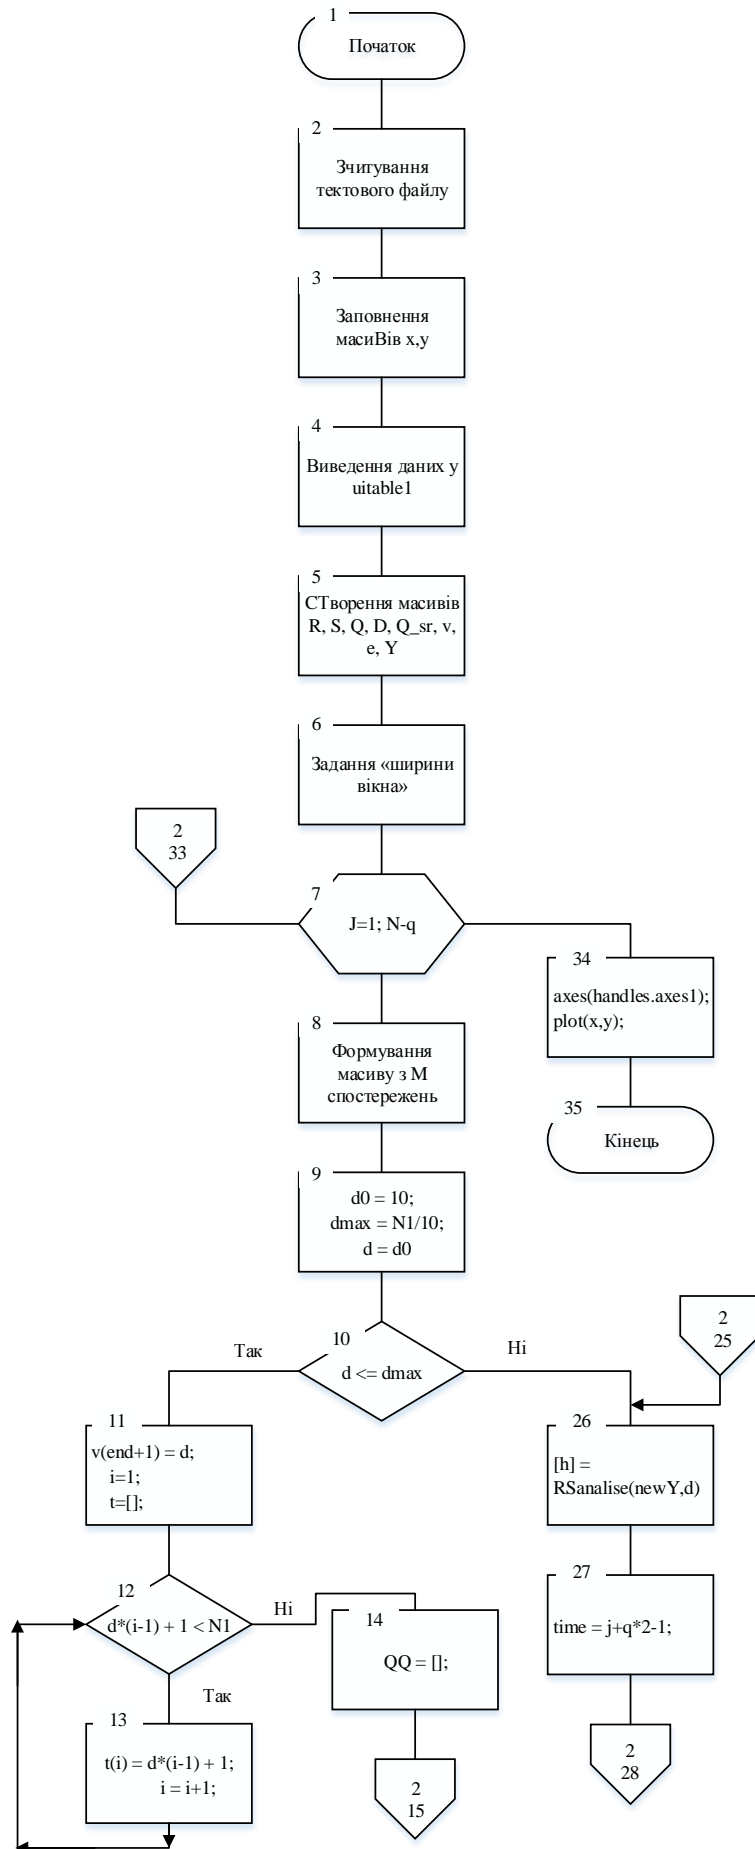 1
Початок
2
Зчитування
тектового файлу
3
Заповнення
масиВів x,y
4
Виведення даних у
uitable1
5
СТворення масивів
R, S, Q, D, Q_sr, v,
e, Y
6
Задання «ширини
вікна»
2
33
7
J=1; N-q
34
axes(handles.axes1);
plot(x,y);
8
Формування
масиву з М
спостережень
35
Кінець
9
d0 = 10;
dmax = N1/10;
d = d0
2
25
10
d <= dmax
Так
Ні
11
v(end+1) = d;
i=1;
t=[];
26
[h] =
RSanalise(newY,d)
12
d*(i-1) + 1 < N1
Ні
Так
14
QQ = [];
27
time = j+q*2-1;
13
t(i) = d*(i-1) + 1;
i = i+1;
2
15
2
28